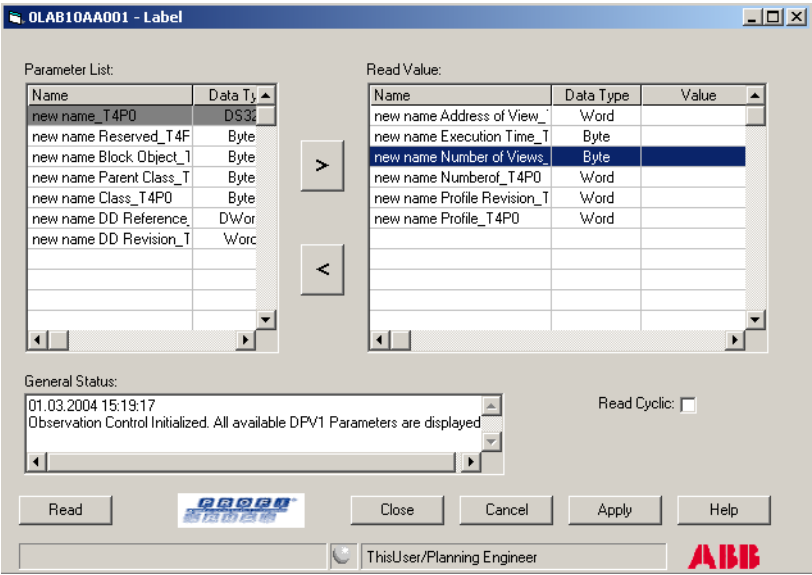 0LAB10AA001 - Label
Parameter List:
Name Data Ty
new name_T4P0 DS32
new name Reserved_T4F Byte
new name Block Object_T Byte
new name Parent Class_T Byte
new name Class_T4P0 Byte
new name DD Reference_ DWor
new name DD Revision_T Word
>
<
Read Value:
Name Data Type Value
new name Address of View_ Word
new name Execution Time_T Byte
new name Number of Views_ Byte
new name Numberof_T4P0 Word
new name Profile Revision_T Word
new name Profile_T4P0 Word
General Status:
01.03.2004 15:19:17
Observation Control Initialized. All available DPV1 Parameters are displayed
Read Cyclic:
Read
PROFI
Close
Cancel
Apply
Help
ThisUser/Planning Engineer
ABB